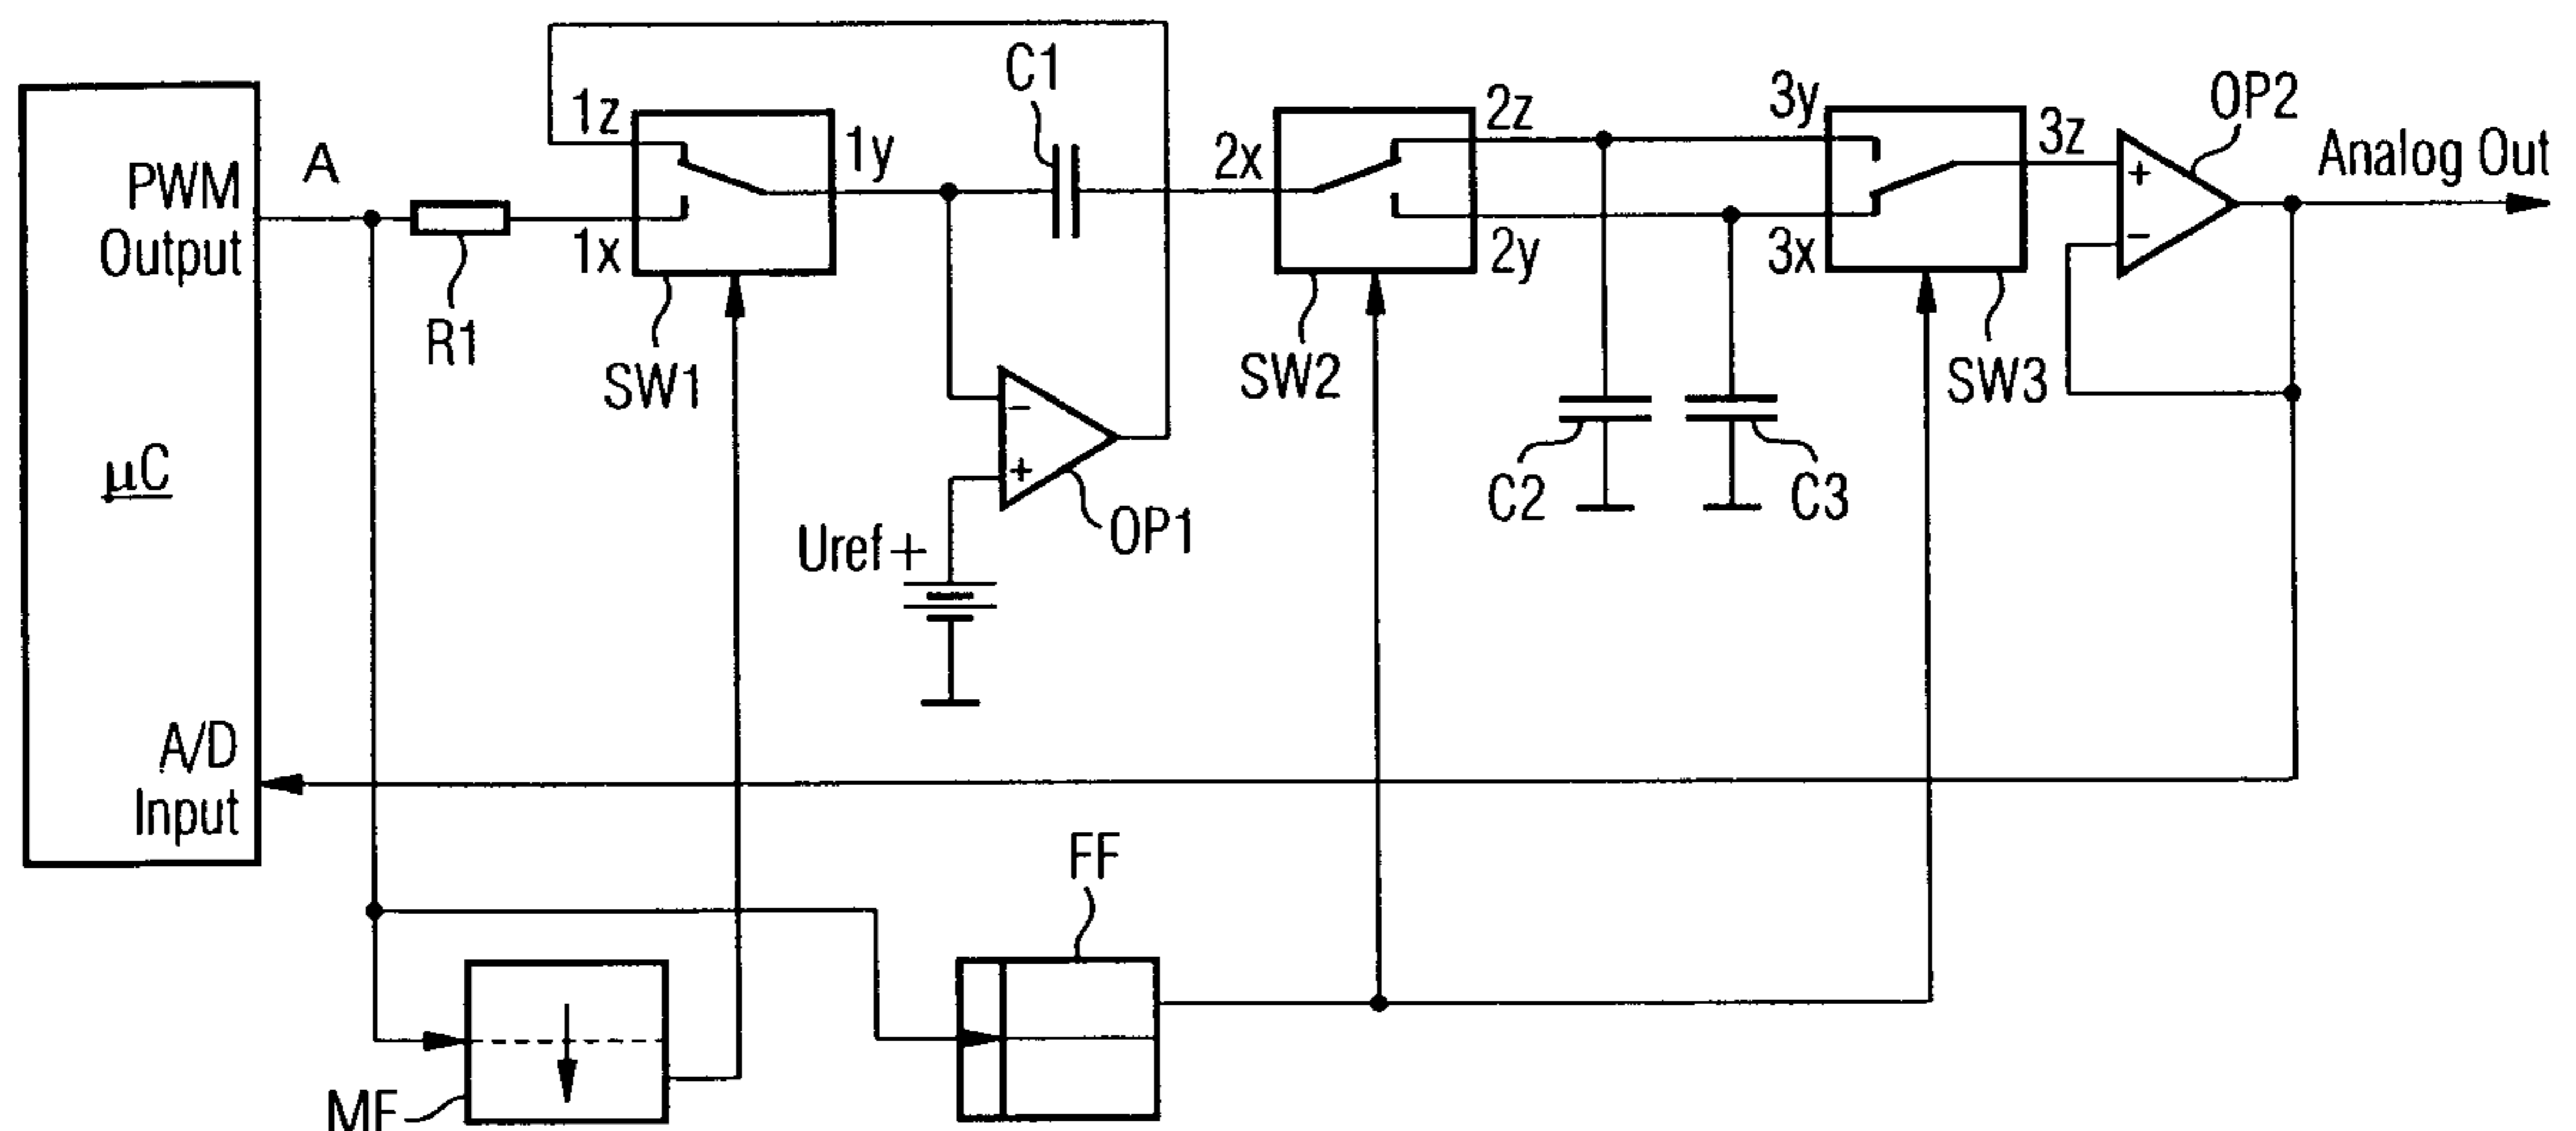 C1
1z
1y
2x
2z
3y
3z
OP2
Analog Out
A
PWM
Output
+
−
R1
1x
SW1
2y
3x
SW2
SW3
−
+
OP1
C2
C3
µC
Uref+
A/D
Input
FF
MF